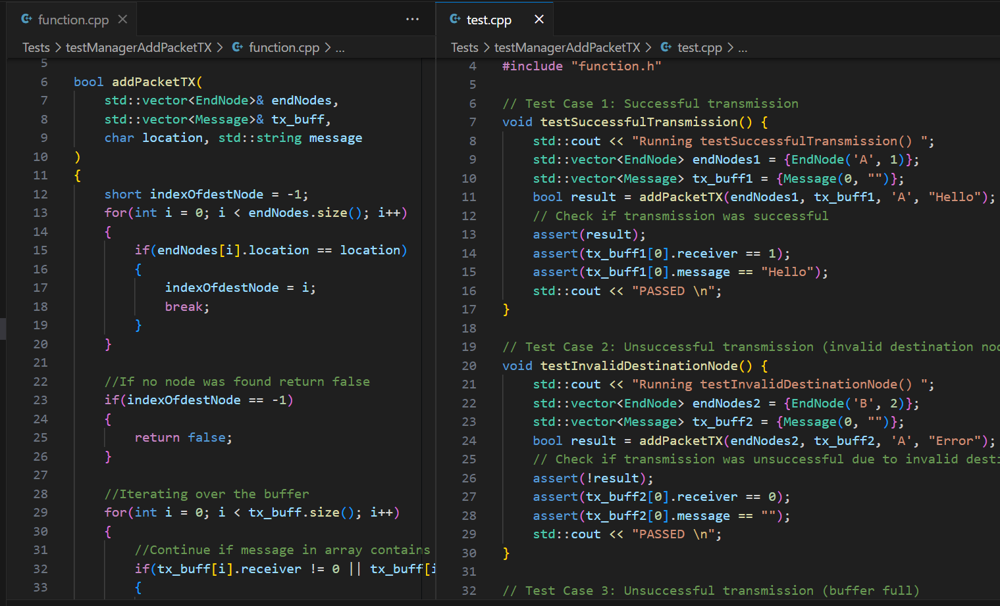 function.cpp
Tests > testManagerAddPacketTX > function.cpp > ...
5
6 bool addPacketTX(
7 std::vector<EndNode>& endNodes,
8 std::vector<Message>& tx_buff,
9 char location, std::string message
10 )
11 {
12 short indexOfdestNode = -1;
13 for(int i = 0; i < endNodes.size(); i++)
14 {
15 if(endNodes[i].location == location)
16 {
17 indexOfdestNode = i;
18 break;
19 }
20 }
21
22 //If no node was found return false
23 if(indexOfdestNode == -1)
24 {
25 return false;
26 }
27
28 //Iterating over the buffer
29 for(int i = 0; i < tx_buff.size(); i++)
30 {
31 //Continue if message in array contains
32 if(tx_buff[i].receiver != 0 || tx_buff[i
33 {
test.cpp
Tests > testManagerAddPacketTX > test.cpp > ...
4 #include "function.h"
5
6 // Test Case 1: Successful transmission
7 void testSuccessfulTransmission() {
8 std::cout << "Running testSuccessfulTransmission() ";
9 std::vector<EndNode> endNodes1 = {EndNode('A', 1)};
10 std::vector<Message> tx_buff1 = {Message(0, "")};
11 bool result = addPacketTX(endNodes1, tx_buff1, 'A', "Hello");
12 // Check if transmission was successful
13 assert(result);
14 assert(tx_buff1[0].receiver == 1);
15 assert(tx_buff1[0].message == "Hello");
16 std::cout << "PASSED \n";
17 }
18
19 // Test Case 2: Unsuccessful transmission (invalid destination nod
20 void testInvalidDestinationNode() {
21 std::cout << "Running testInvalidDestinationNode() ";
22 std::vector<EndNode> endNodes2 = {EndNode('B', 2)};
23 std::vector<Message> tx_buff2 = {Message(0, "")};
24 bool result = addPacketTX(endNodes2, tx_buff2, 'A', "Error");
25 // Check if transmission was unsuccessful due to invalid desti
26 assert(!result);
27 assert(tx_buff2[0].receiver == 0);
28 assert(tx_buff2[0].message == "");
29 std::cout << "PASSED \n";
30 }
31
32 // Test Case 3: Unsuccessful transmission (buffer full)